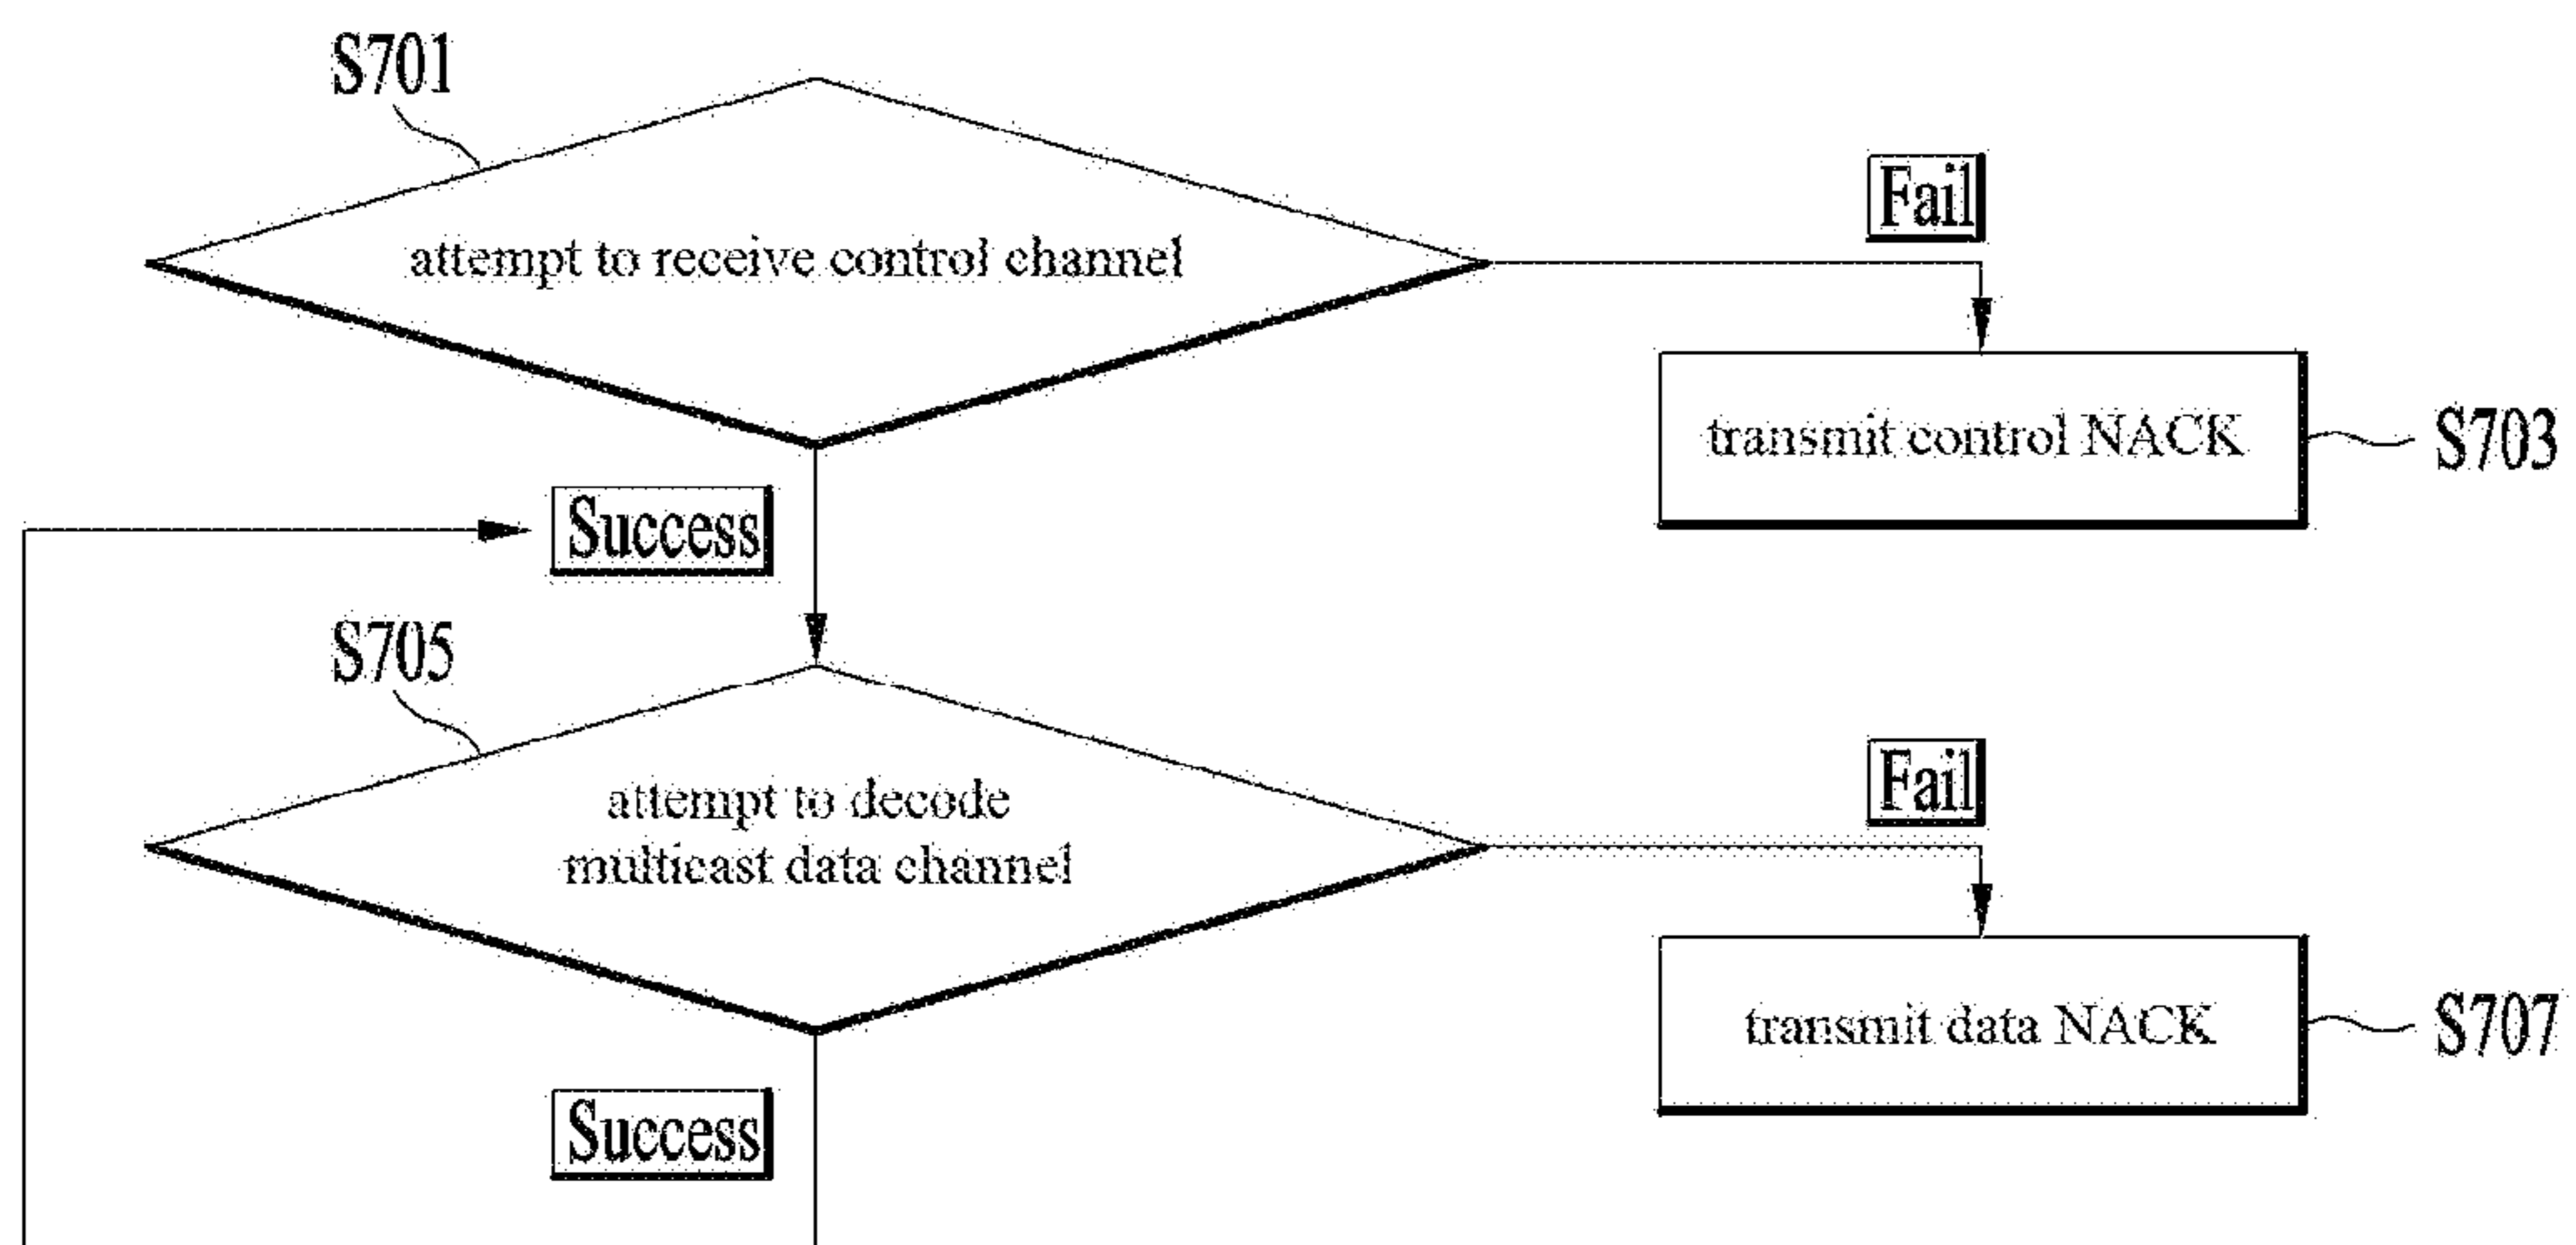 S701
attempt to receive control channel
Fail
transmit control NACK
S703
Success
S705
attempt to decode
multicast data channel
Fail
transmit data NACK
S707
Success